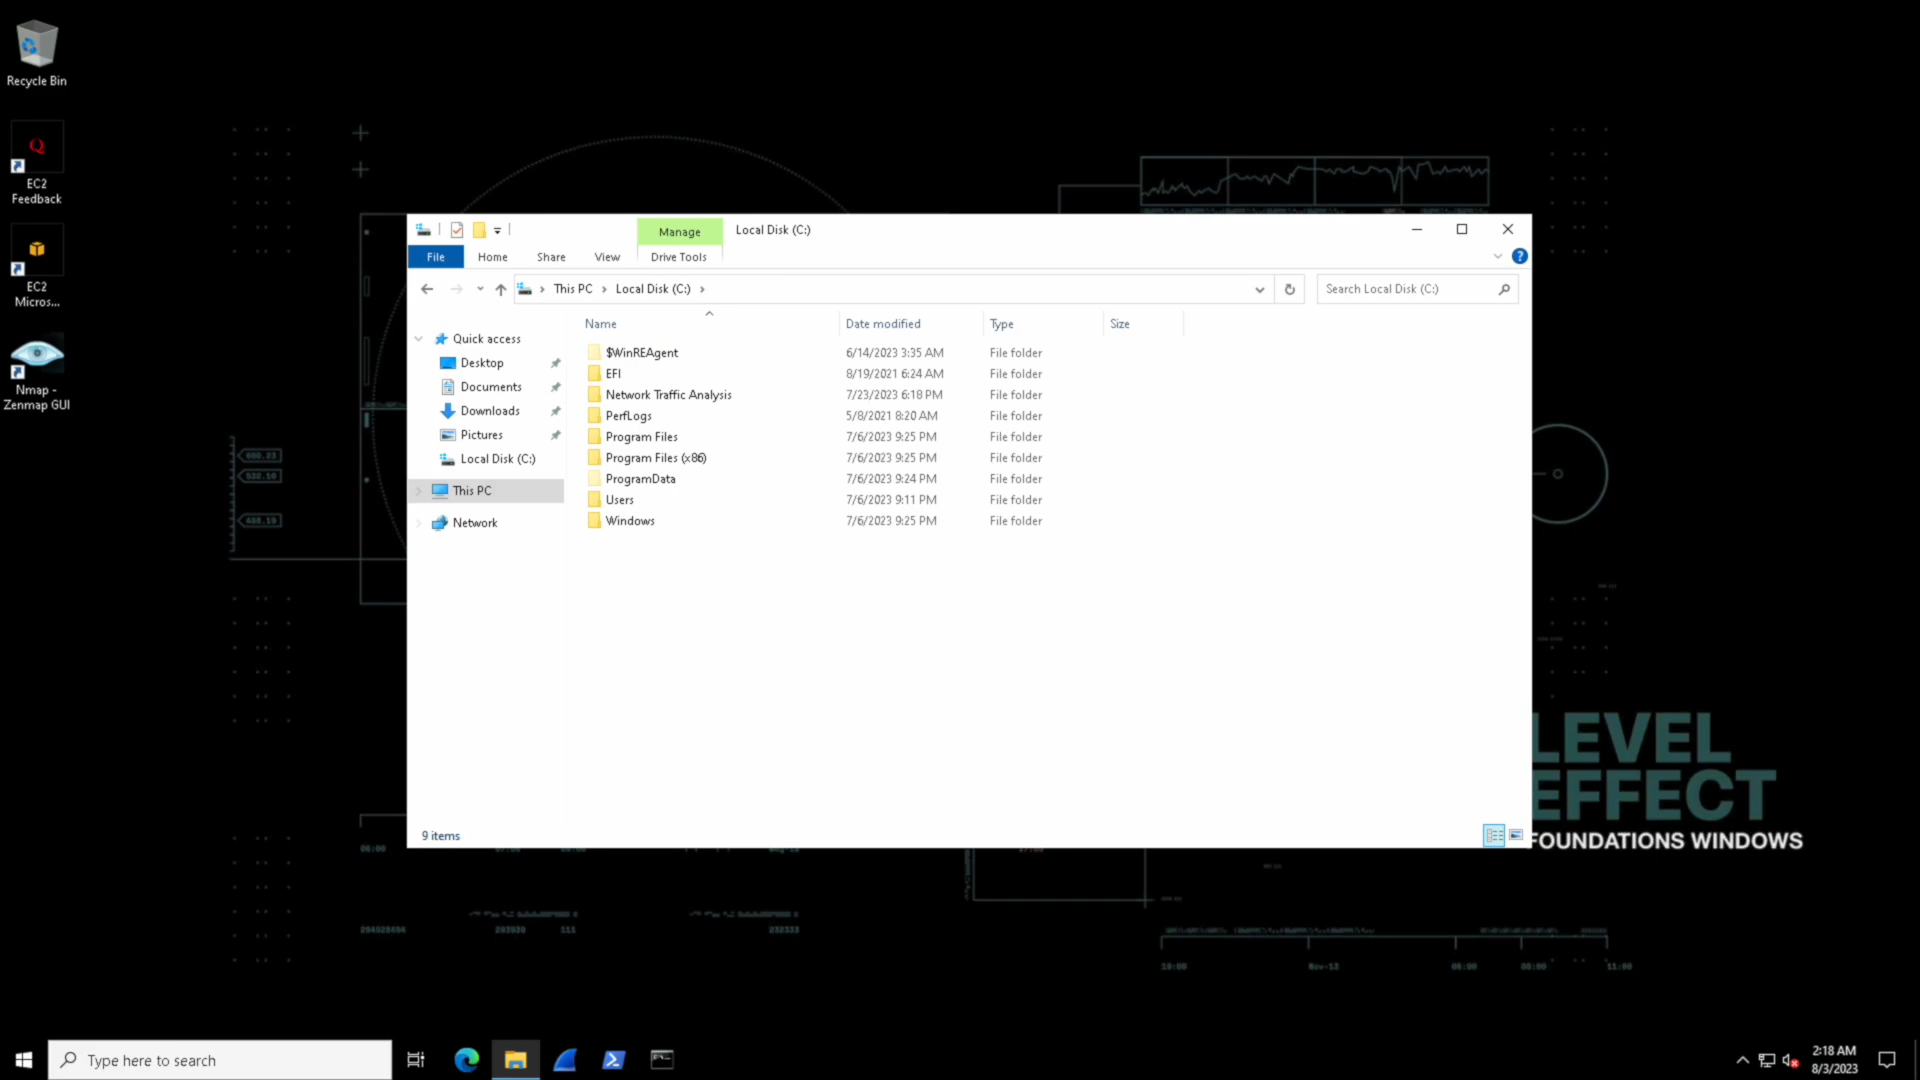 Recycle Bin
EC2
Feedback
EC2
Micros...
Nmap -
Zenmap GUI
Manage
Local Disk (C:)
File
Home
Share
View
Drive Tools
This PC
Local Disk (C:)
Search Local Disk (C:)
Name
Date modified
Type
Size
Quick access
Desktop
Documents
Downloads
Pictures
Local Disk (C:)
This PC
Network
$WinREAgent 6/14/2023 3:35 AM File folder
EFI 8/19/2021 6:24 AM File folder
Network Traffic Analysis 7/23/2023 6:18 PM File folder
PerfLogs 5/8/2021 8:20 AM File folder
Program Files 7/6/2023 9:25 PM File folder
Program Files (x86) 7/6/2023 9:25 PM File folder
ProgramData 7/6/2023 9:24 PM File folder
Users 7/6/2023 9:11 PM File folder
Windows 7/6/2023 9:25 PM File folder
9 items
LEVEL
EFFECT
FOUNDATIONS WINDOWS
Type here to search
2:18 AM
8/3/2023